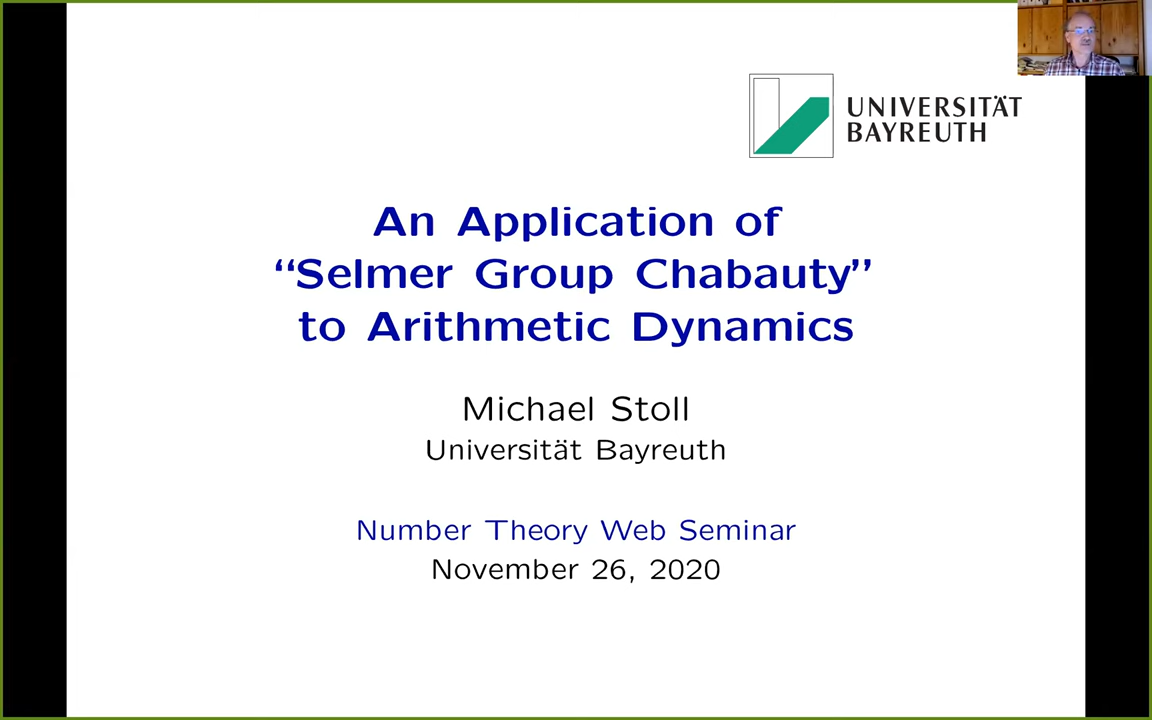 UNIVERSITÄT
BAYREUTH
An Application of
“Selmer Group Chabauty”
to Arithmetic Dynamics
Michael Stoll
Universität Bayreuth
Number Theory Web Seminar
November 26, 2020